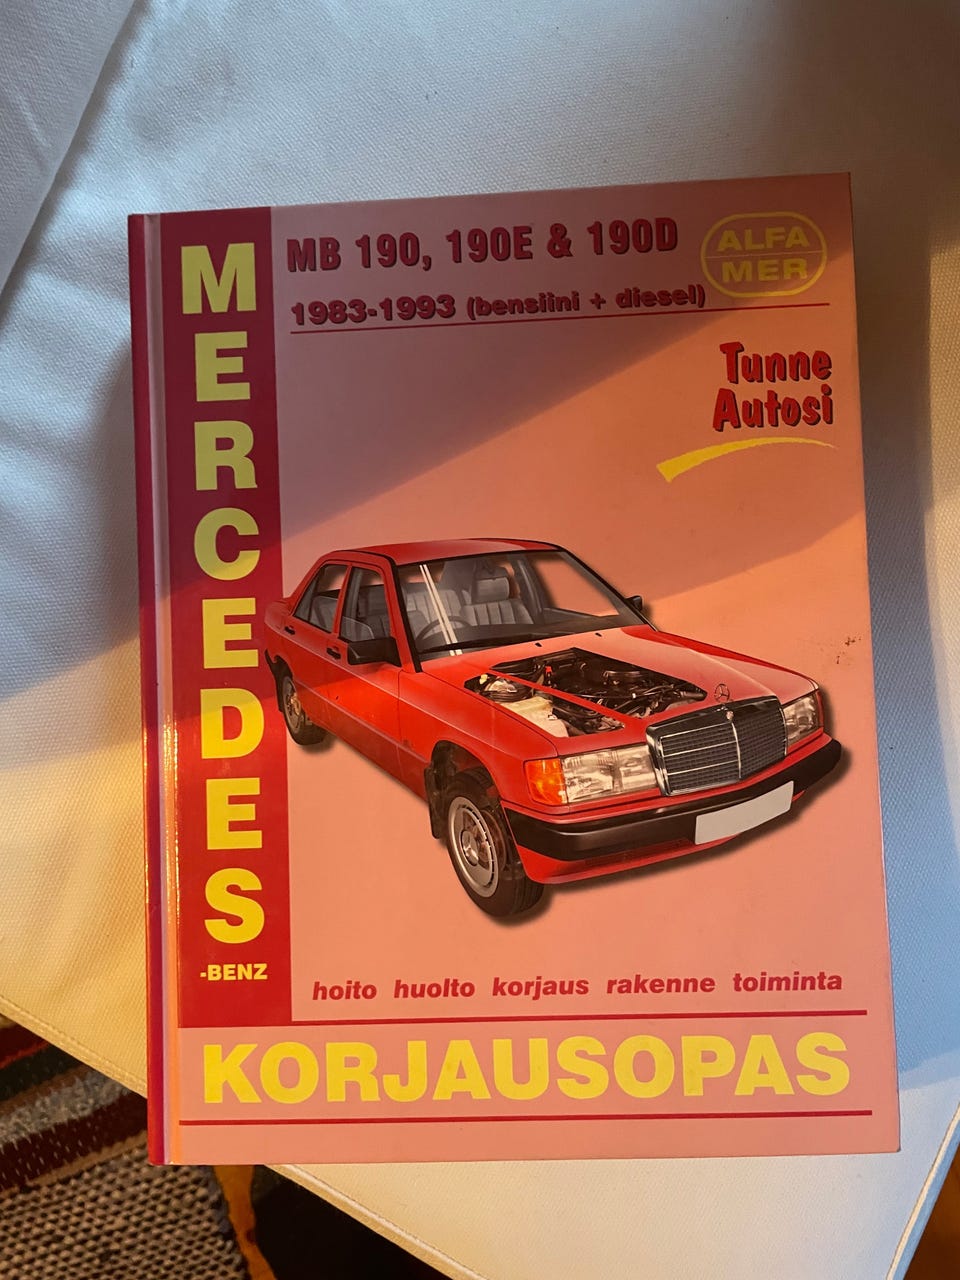 MERCEDES
-BENZ
MB 190, 190E & 190D
1983-1993 (bensiini + diesel)
ALFA
MER
Tunne
Autosi
hoito huolto korjaus rakenne toiminta
KORJAUSOPAS